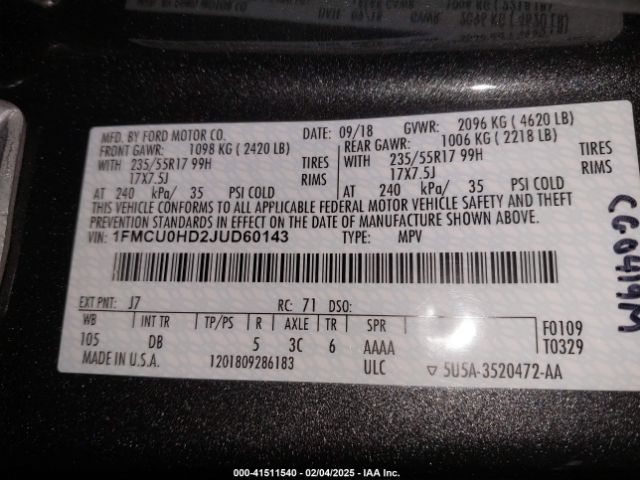 MFD. BY FORD MOTOR CO.
DATE: 09/18 GVWR: 2096 KG ( 4620 LB)
FRONT GAWR: 1098 KG ( 2420 LB)
REAR GAWR: 1006 KG ( 2218 LB)
WITH 235/55R17 99H TIRES
WITH 235/55R17 99H TIRES
17X7.5J RIMS
17X7.5J RIMS
AT 240 kPa/ 35 PSI COLD
AT 240 kPa/ 35 PSI COLD
THIS VEHICLE CONFORMS TO ALL APPLICABLE FEDERAL MOTOR VEHICLE SAFETY AND THEFT
PREVENTION STANDARDS IN EFFECT ON THE DATE OF MANUFACTURE SHOWN ABOVE.
VIN: 1FMCU0HD2JUD60143 TYPE: MPV
EXT PNT: J7 RC: 71 DSO:
WB INT TR TP/PS R AXLE TR SPR
105 DB 5 3C 6 AAAA
F0109
T0329
MADE IN U.S.A. 1201809286183 ULC ▽ 5U5A-3520472-AA
000-41511540 - 02/04/2025 - IAA Inc.